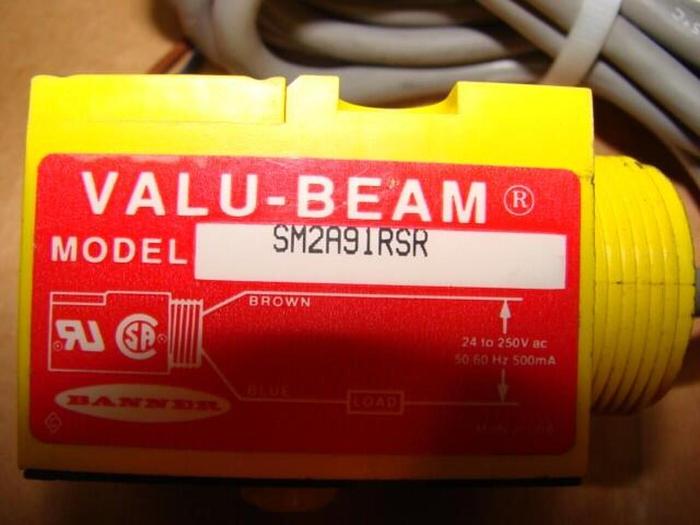 VALU-BEAM ®
MODEL SM2A91RSR
BROWN
24 to 250V ac
50 60 Hz 500mA
BLUE LOAD
BANNER